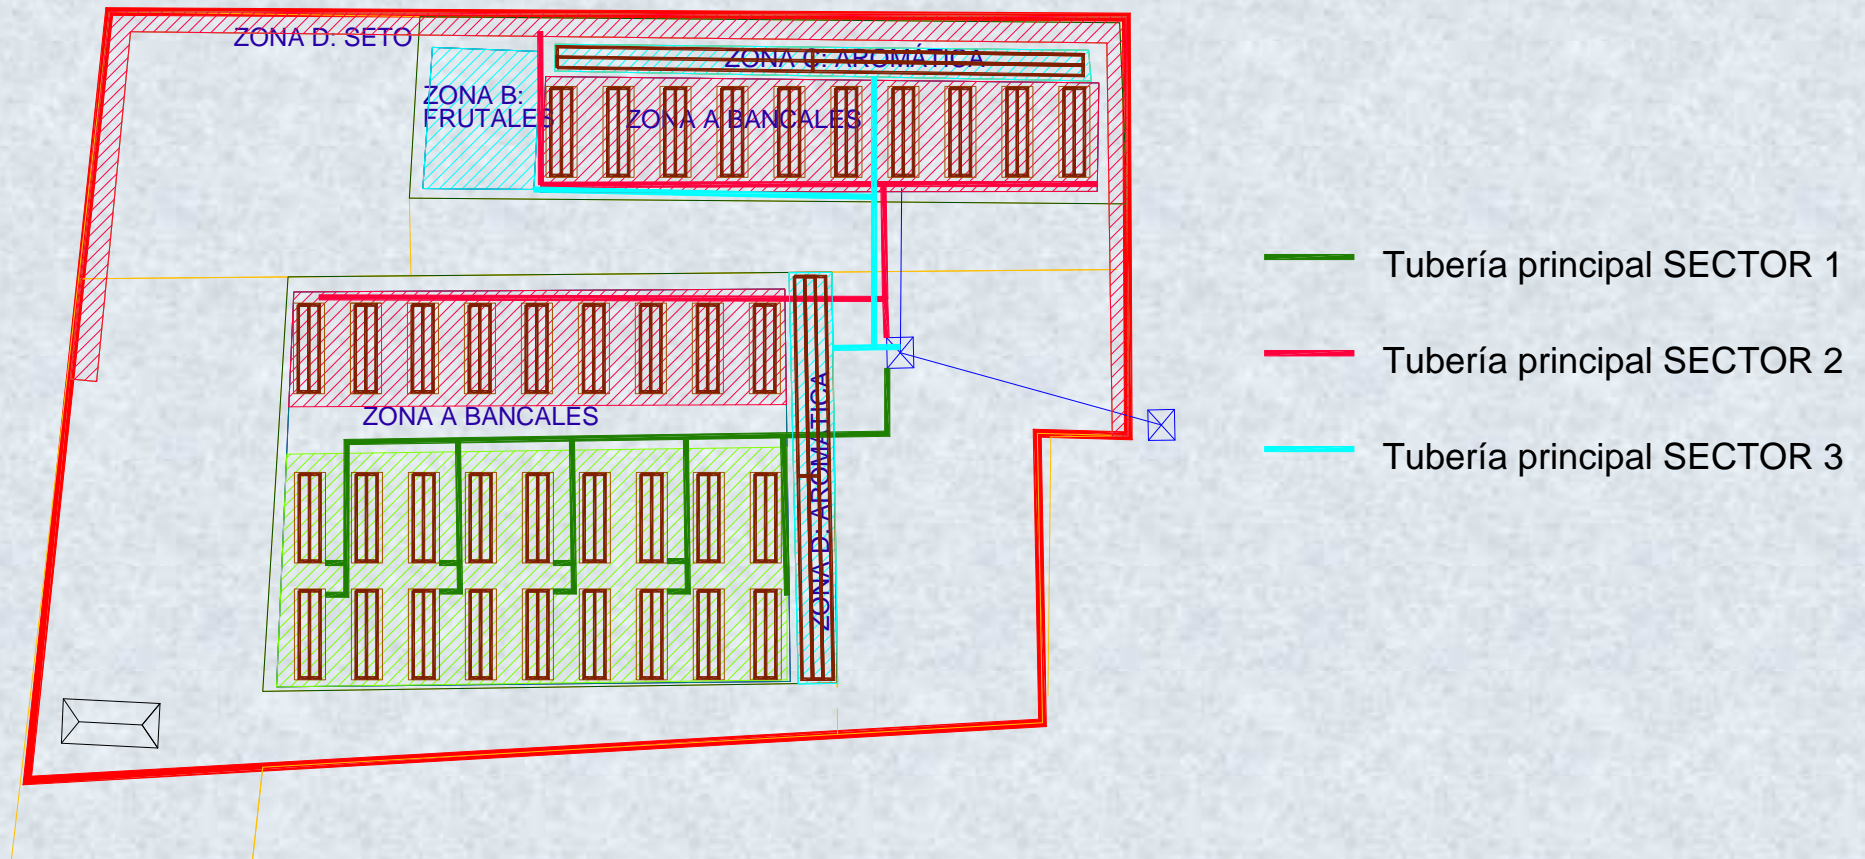 ZONA D: SETO
ZONA C: AROMÁTICA
ZONA B:
FRUTALES
ZONA A BANCALES
ZONA A BANCALES
ZONA D: AROMÁTICA
Tubería principal SECTOR 1
Tubería principal SECTOR 2
Tubería principal SECTOR 3